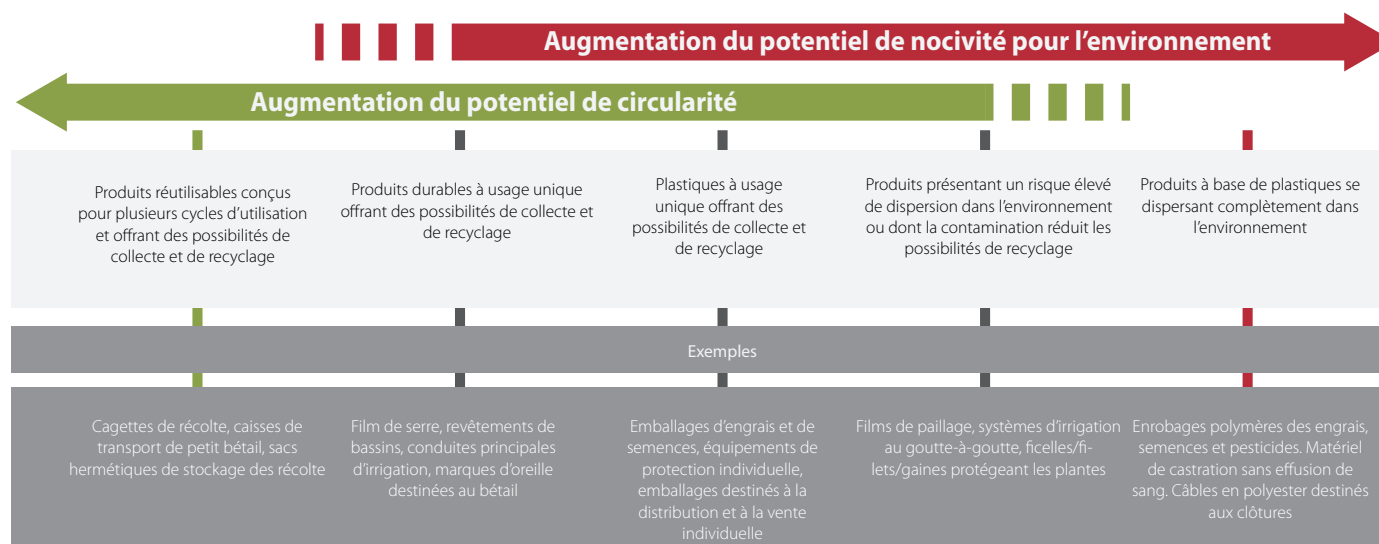 Augmentation du potentiel de nocivité pour l’environnement
Augmentation du potentiel de circularité
Produits réutilisables conçus
pour plusieurs cycles d’utilisation
et offrant des possibilités de
collecte et de recyclage
Produits durables à usage unique
offrant des possibilités de collecte et
de recyclage
Plastiques à usage
unique offrant des
possibilités de collecte et
de recyclage
Produits présentant un risque élevé
de dispersion dans l’environnement
ou dont la contamination réduit les
possibilités de recyclage
Produits à base de plastiques se
dispersant complètement dans
l’environnement
Exemples
Cagettes de récolte, caisses de
transport de petit bétail, sacs
hermétiques de stockage des récolte
Film de serre, revêtements de
bassins, conduites principales
d’irrigation, marques d’oreille
destinées au bétail
Emballages d’engrais et de
semences, équipements de
protection individuelle,
emballages destinés à la
distribution et à la vente
individuelle
Films de paillage, systèmes d’irrigation
au goutte-à-goutte, ficelles/fi-
lets/gaines protégeant les plantes
Enrobages polymères des engrais,
semences et pesticides. Matériel
de castration sans effusion de
sang. Câbles en polyester destinés
aux clôtures